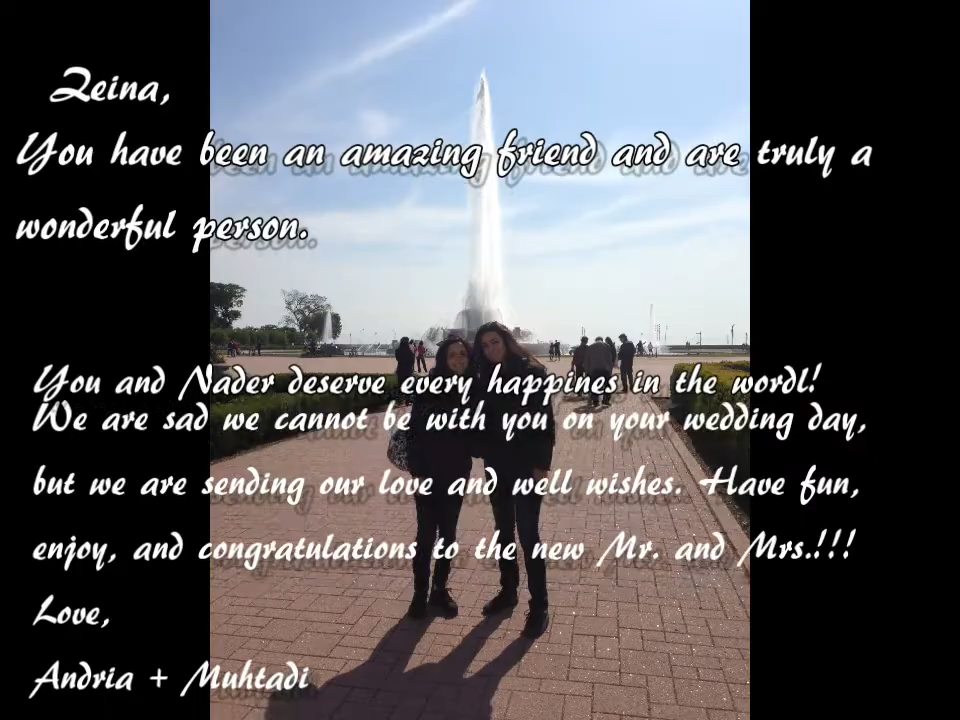 Zeina,
You have been an amazing friend and are truly a
wonderful person.
You and Nader deserve every happines in the wordl!
We are sad we cannot be with you on your wedding day,
but we are sending our love and well wishes. Have fun,
enjoy, and congratulations to the new Mr. and Mrs.!!!
Love,
Andria + Muhtadi